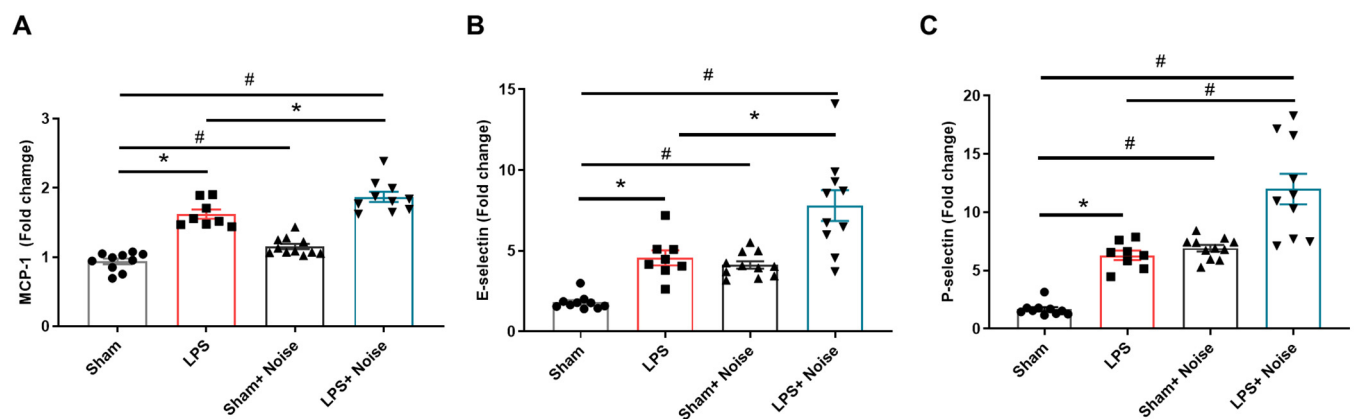 A
B
C
#
*
#
*
MCP-1 (Fold chamge)
3
2
1
0
Sham
LPS
Sham+ Noise
LPS+ Noise
#
*
#
*
E-selectin (Fold change)
15
10
5
0
Sham
LPS
Sham+ Noise
LPS+ Noise
#
#
#
*
P-selectin (Fold change)
20
15
10
5
0
Sham
LPS
Sham+ Noise
LPS+ Noise